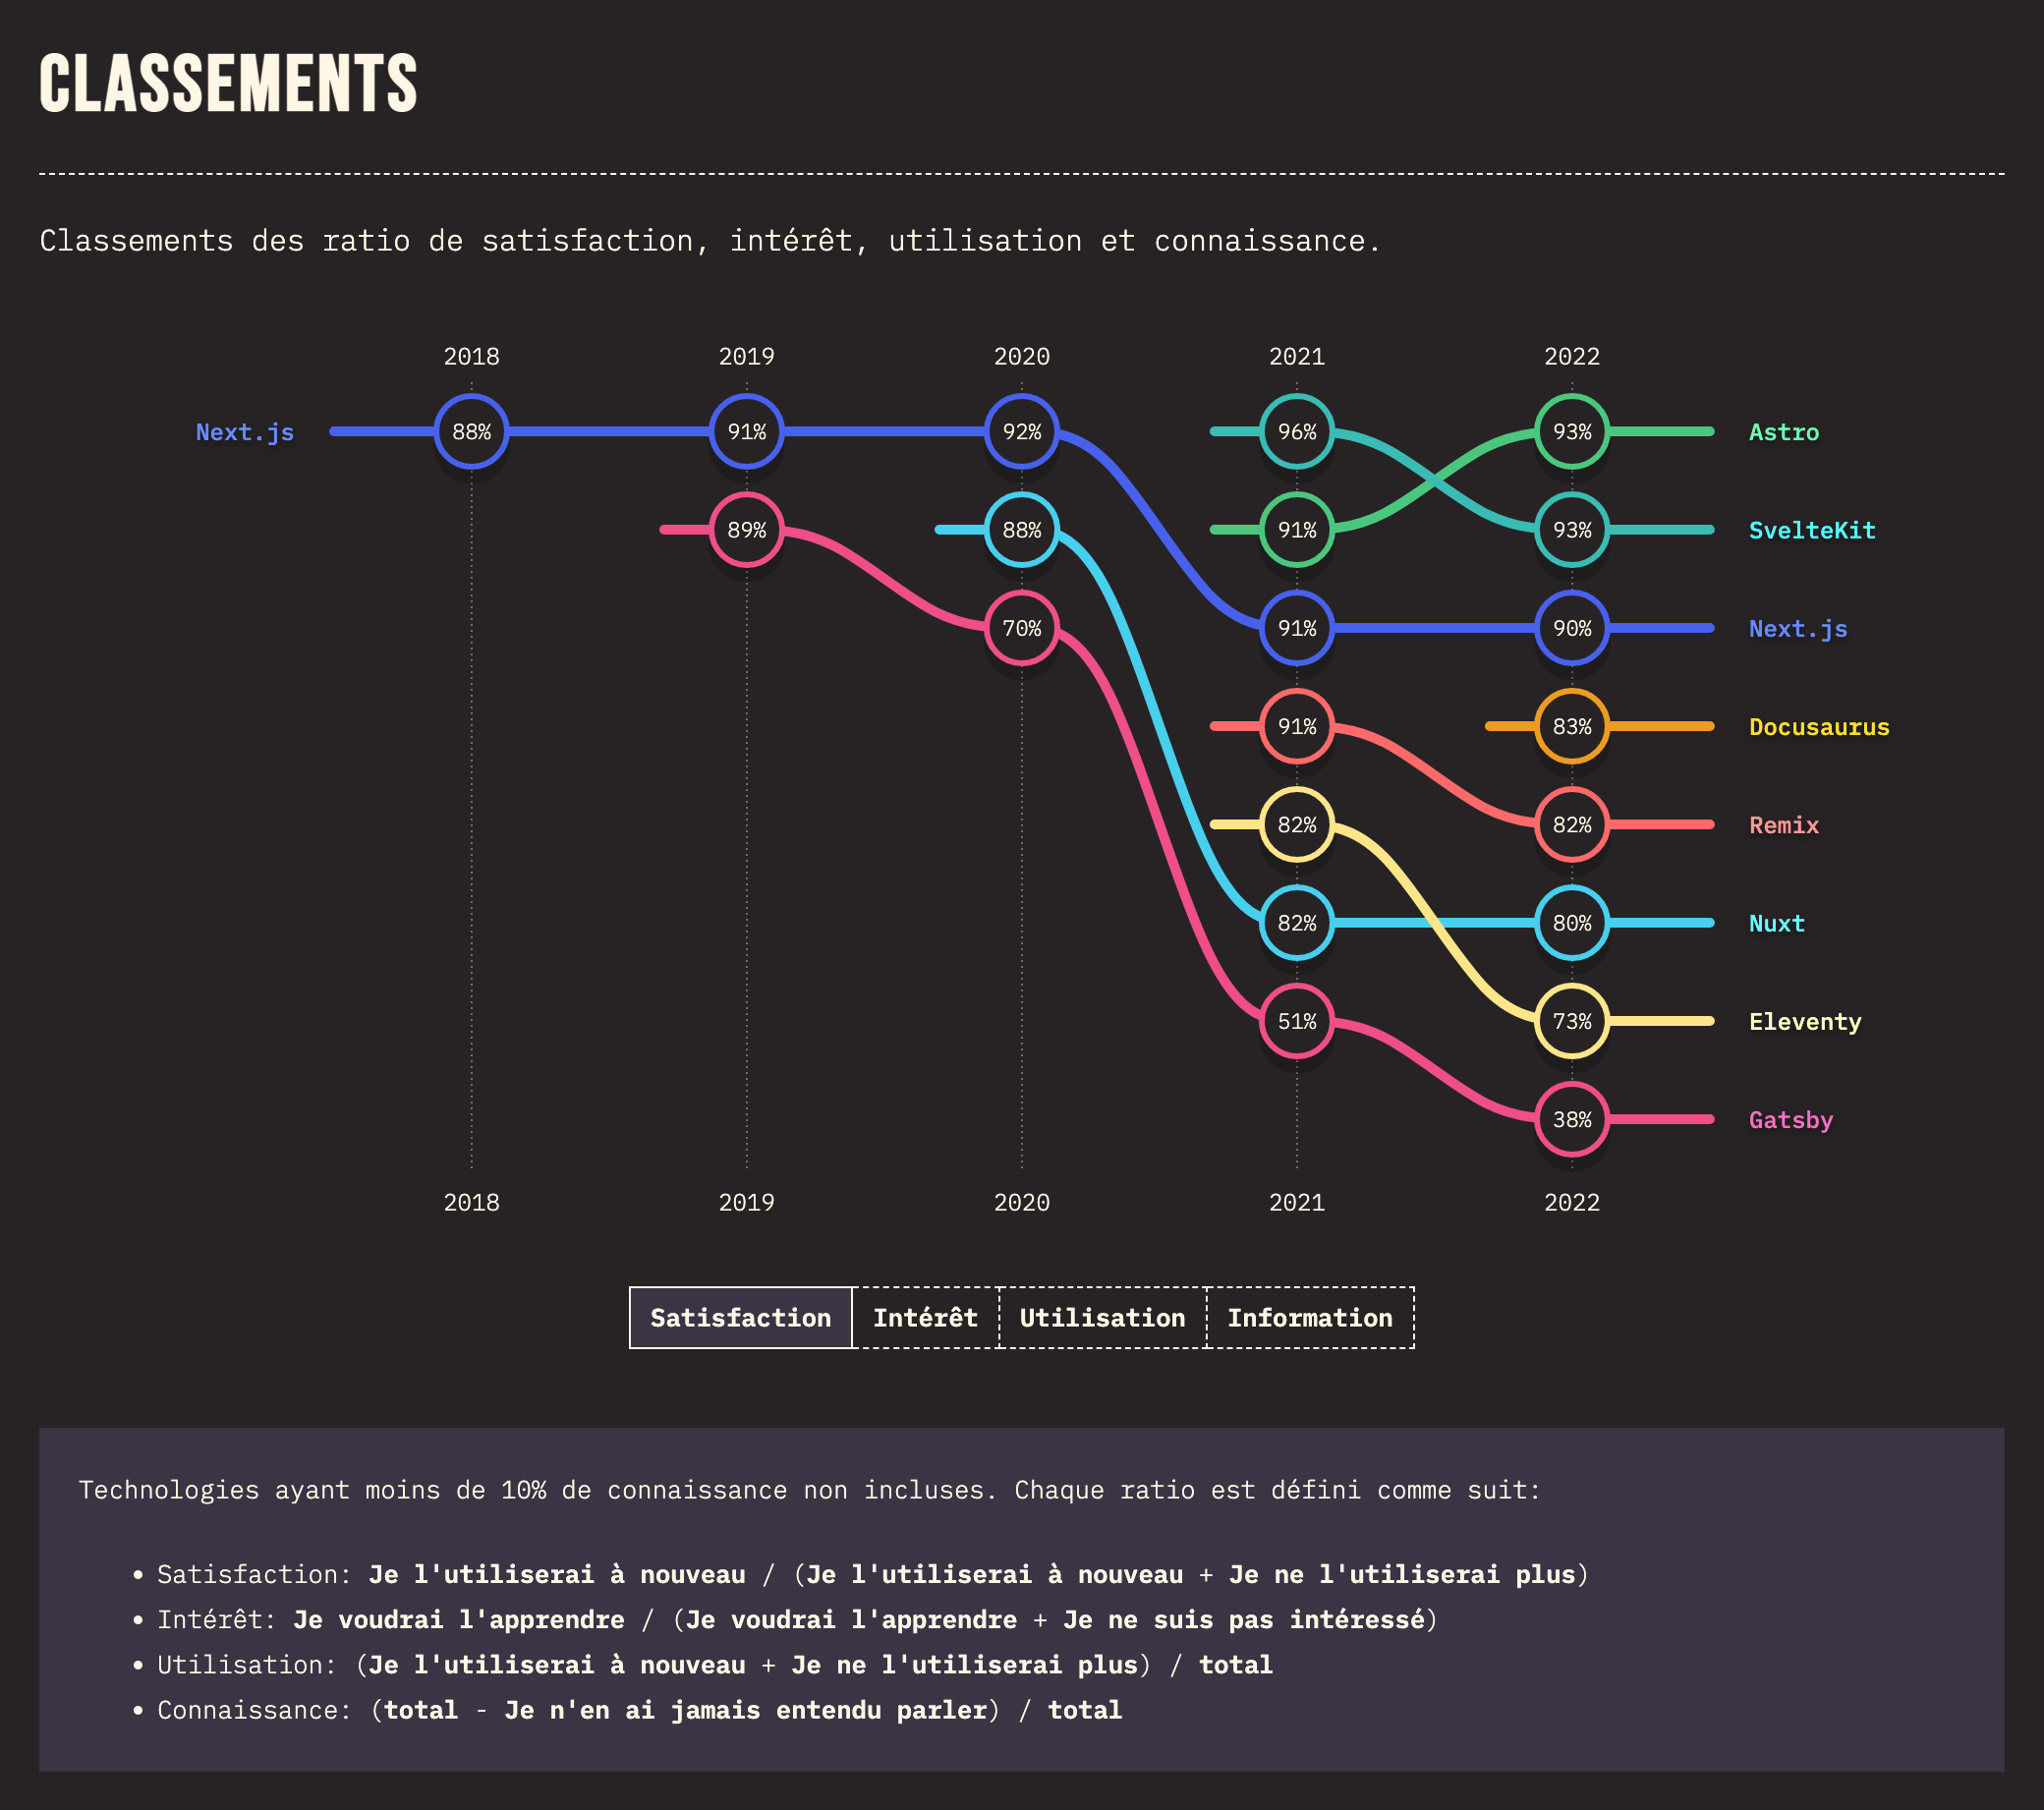 CLASSEMENTS
Classements des ratio de satisfaction, intérêt, utilisation et connaissance.
2018 2019 2020 2021 2022
Next.js 88% 91% 92% 96% 93% Astro
89% 88% 91% 93% SvelteKit
70% 91% 90% Next.js
91% 83% Docusaurus
82% 82% Remix
82% 80% Nuxt
51% 73% Eleventy
38% Gatsby
2018 2019 2020 2021 2022
Satisfaction Intérêt Utilisation Information
Technologies ayant moins de 10% de connaissance non incluses. Chaque ratio est défini comme suit:
• Satisfaction: Je l'utiliserai à nouveau / (Je l'utiliserai à nouveau + Je ne l'utiliserai plus)
• Intérêt: Je voudrai l'apprendre / (Je voudrai l'apprendre + Je ne suis pas intéressé)
• Utilisation: (Je l'utiliserai à nouveau + Je ne l'utiliserai plus) / total
• Connaissance: (total - Je n'en ai jamais entendu parler) / total